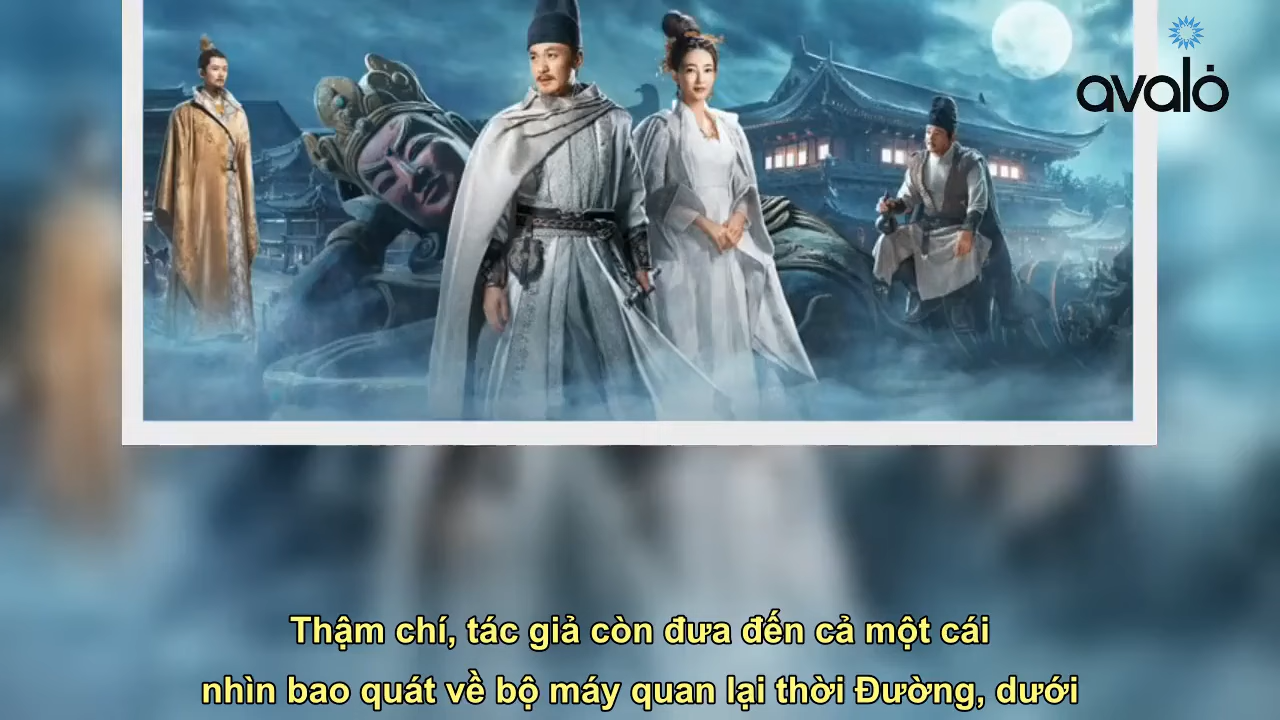 avalò
Thậm chí, tác giả còn đưa đến cả một cái
nhìn bao quát về bộ máy quan lại thời Đường, dưới